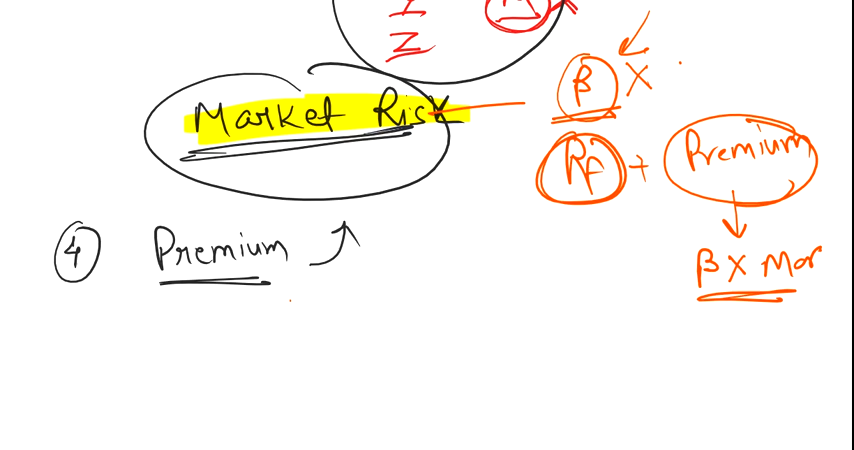 Z
Market Risk
β X
Rf + Premium
β X Mar
④ Premium